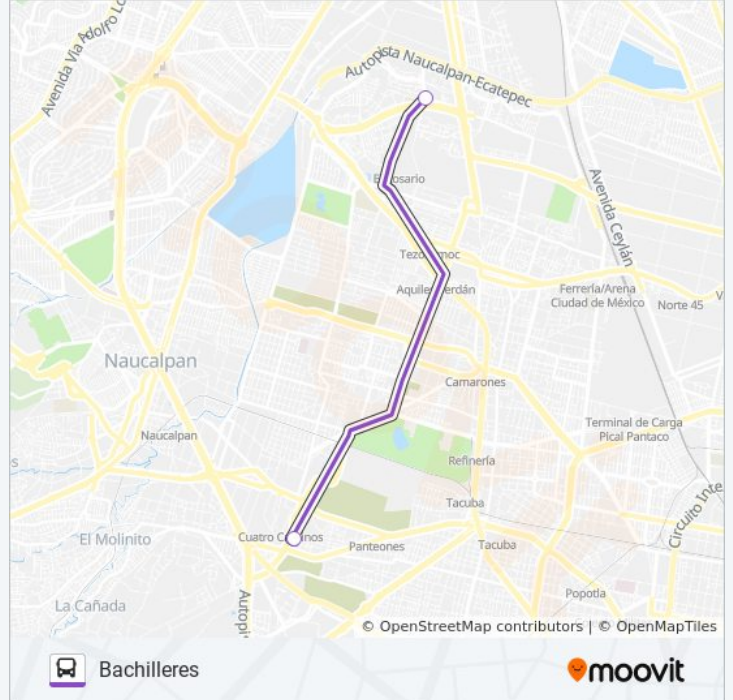 Avenida Vía Adolfo Lo
Autopista Naucalpan-Ecatepec
Avenida Ceylán
El Rosario
Tezozomoc
Aquiles Serdán
Ferrería/Arena
Ciudad de México
Norte 45
V
Naucalpan
Camarones
Naucalpan
Terminal de Carga
Pical Pantaco
s
Refinería
Circuito Inte
Tacuba
El Molinito
Cuatro Caminos
Panteones
Tacuba
Popotla
La Cañada
Autopi
© OpenStreetMap contributors | © OpenMapTiles
Bachilleres
moovit